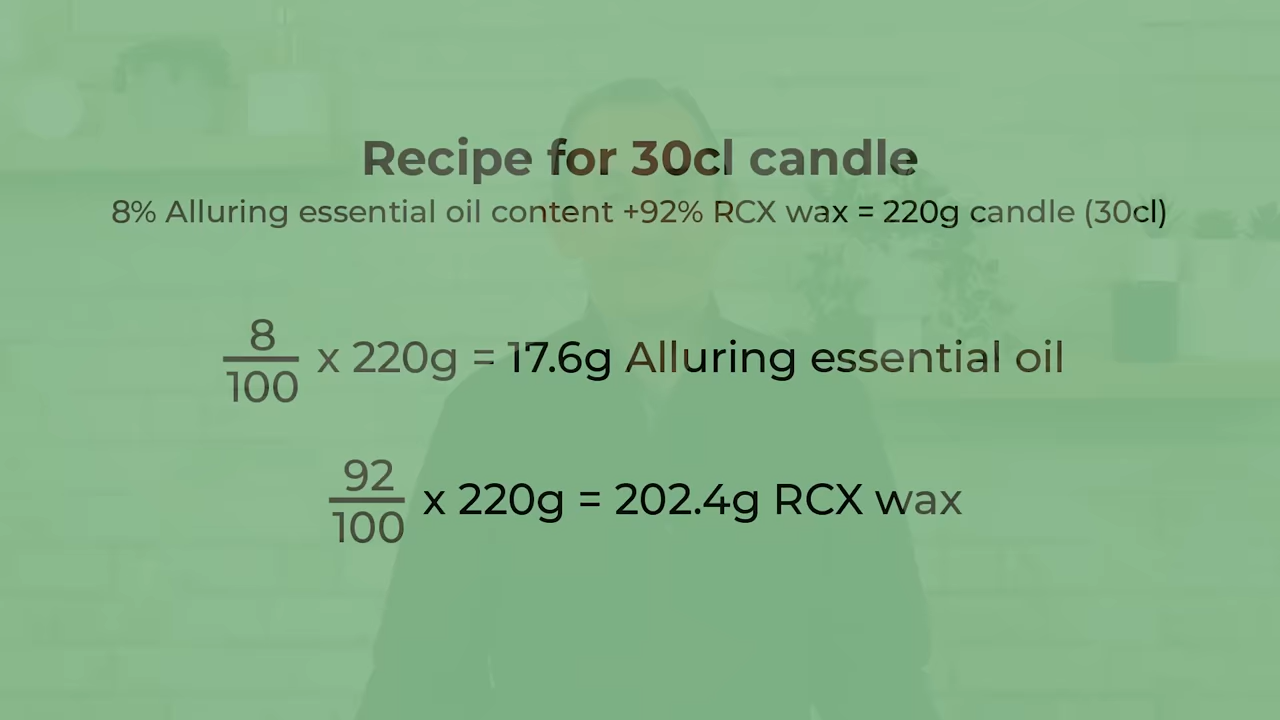 Recipe for 30cl candle
8% Alluring essential oil content +92% RCX wax = 220g candle (30cl)
8
100 x 220g = 17.6g Alluring essential oil
92
100 x 220g = 202.4g RCX wax